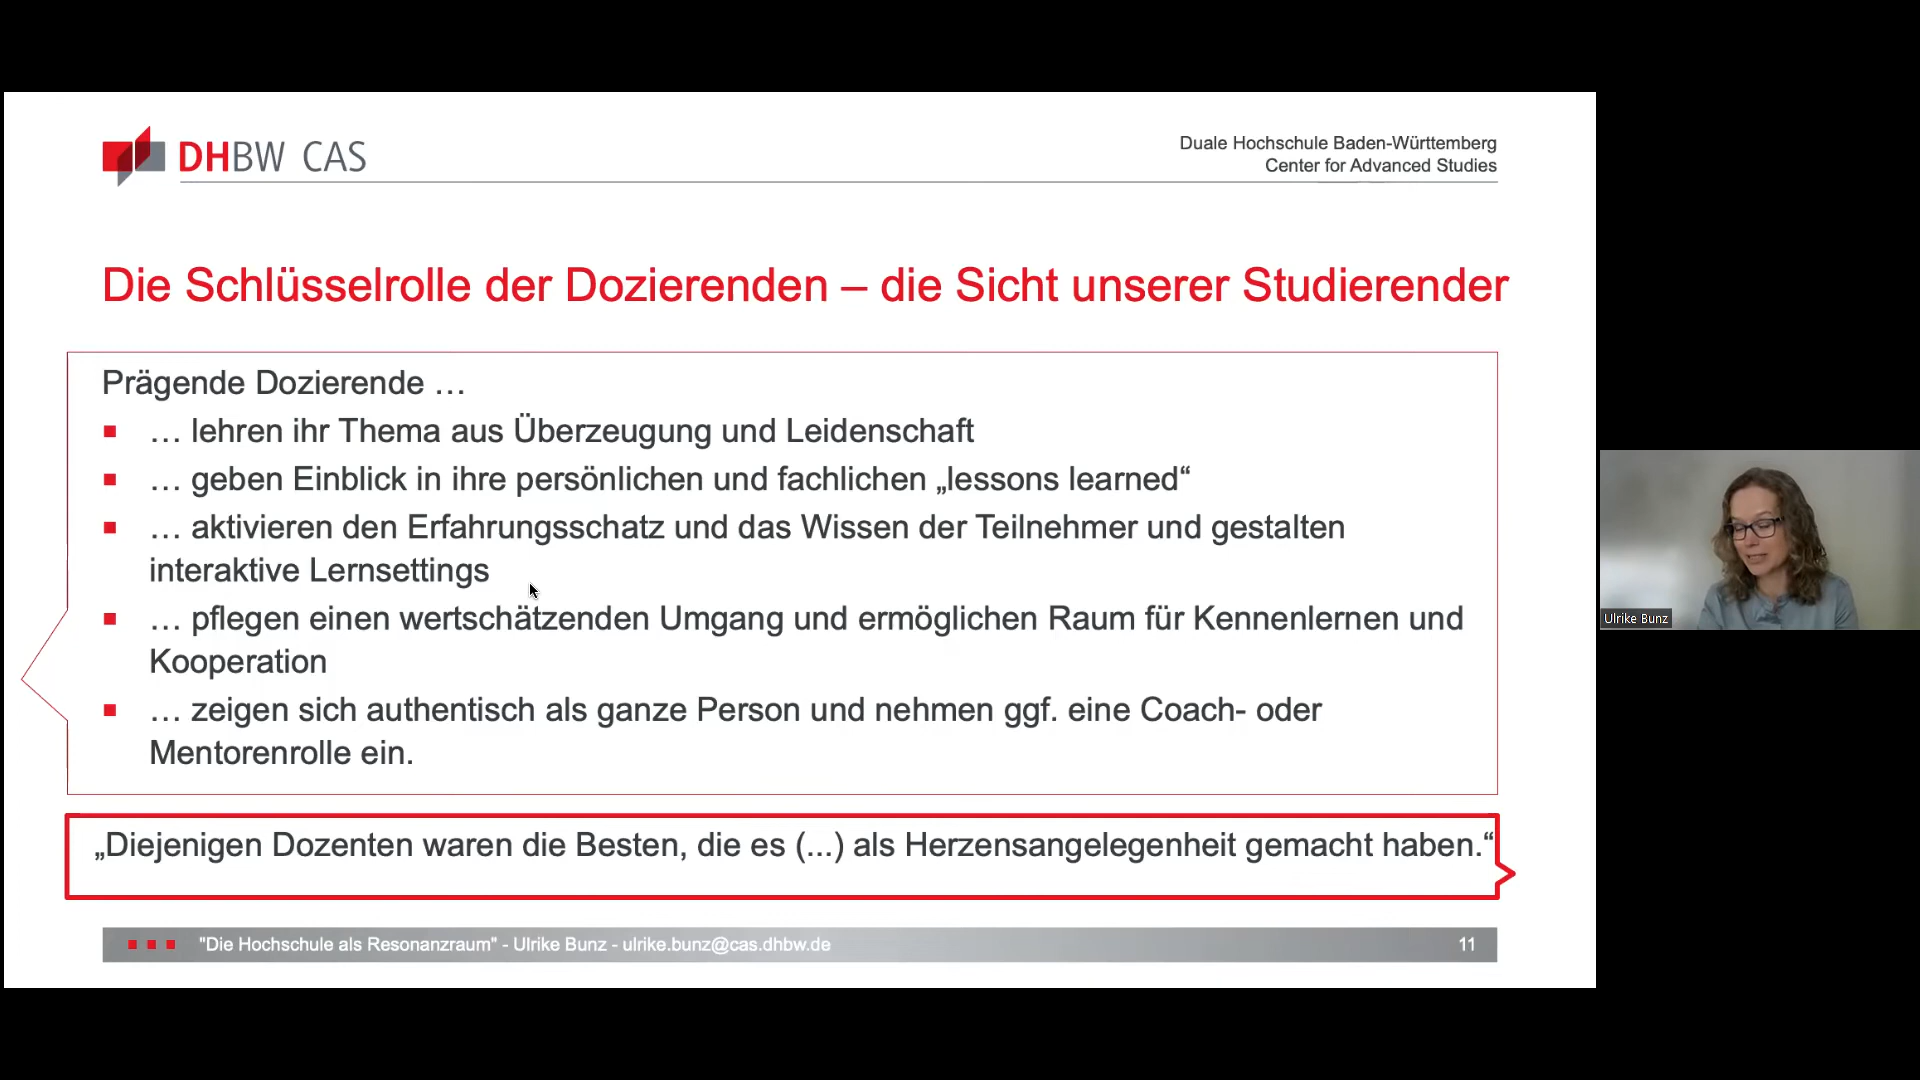 DHBW CAS
Duale Hochschule Baden-Württemberg
Center for Advanced Studies
Die Schlüsselrolle der Dozierenden – die Sicht unserer Studierender
Prägende Dozierende …
… lehren ihr Thema aus Überzeugung und Leidenschaft
… geben Einblick in ihre persönlichen und fachlichen „lessons learned“
… aktivieren den Erfahrungsschatz und das Wissen der Teilnehmer und gestalten
interaktive Lernsettings
… pflegen einen wertschätzenden Umgang und ermöglichen Raum für Kennenlernen und
Kooperation
… zeigen sich authentisch als ganze Person und nehmen ggf. eine Coach- oder
Mentorenrolle ein.
„Diejenigen Dozenten waren die Besten, die es (...) als Herzensangelegenheit gemacht haben.“
"Die Hochschule als Resonanzraum" - Ulrike Bunz - ulrike.bunz@cas.dhbw.de
11
Ulrike Bunz